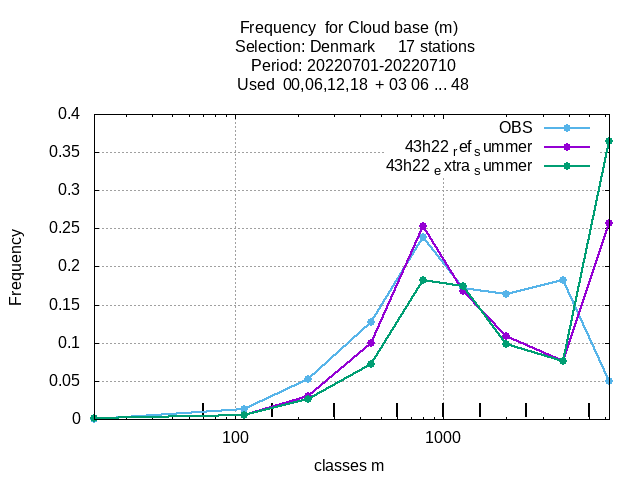 Frequency for Cloud base (m)
Selection: Denmark 17 stations
Period: 20220701-20220710
Used 00,06,12,18 + 03 06 ... 48
OBS
43h22 ref summer
43h22 extra summer
0.4
0.35
0.3
0.25
0.2
0.15
0.1
0.05
0
Frequency
100
1000
classes m